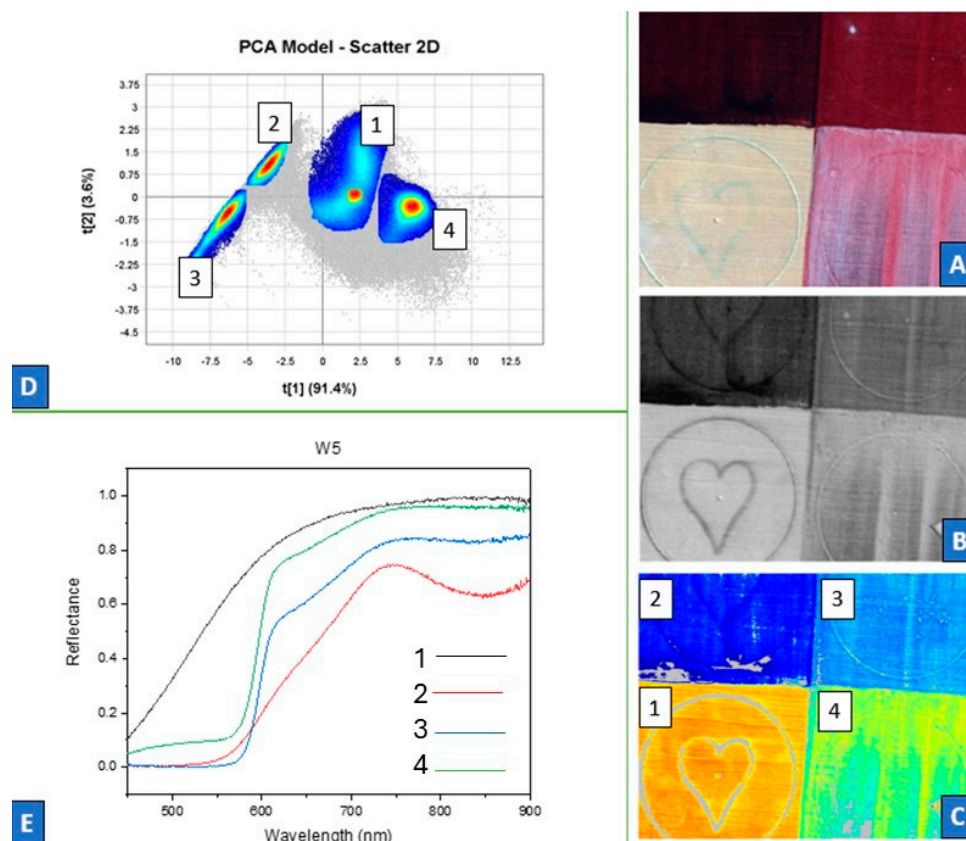 PCA Model - Scatter 2D
t[2] (3.6%)
3.75
3
2.25
1.5
0.75
0
-0.75
-1.5
-2.25
-3
-3.75
-4.5
2
1
4
3
-10 -7.5 -5 -2.5 0 2.5 5 7.5 10 12.5
t[1] (91.4%)
D
A
B
2 3
1 4
C
W5
Reflectance
1.0
0.8
0.6
0.4
0.2
0.0
1
2
3
4
500 600 700 800 900
Wavelength (nm)
E